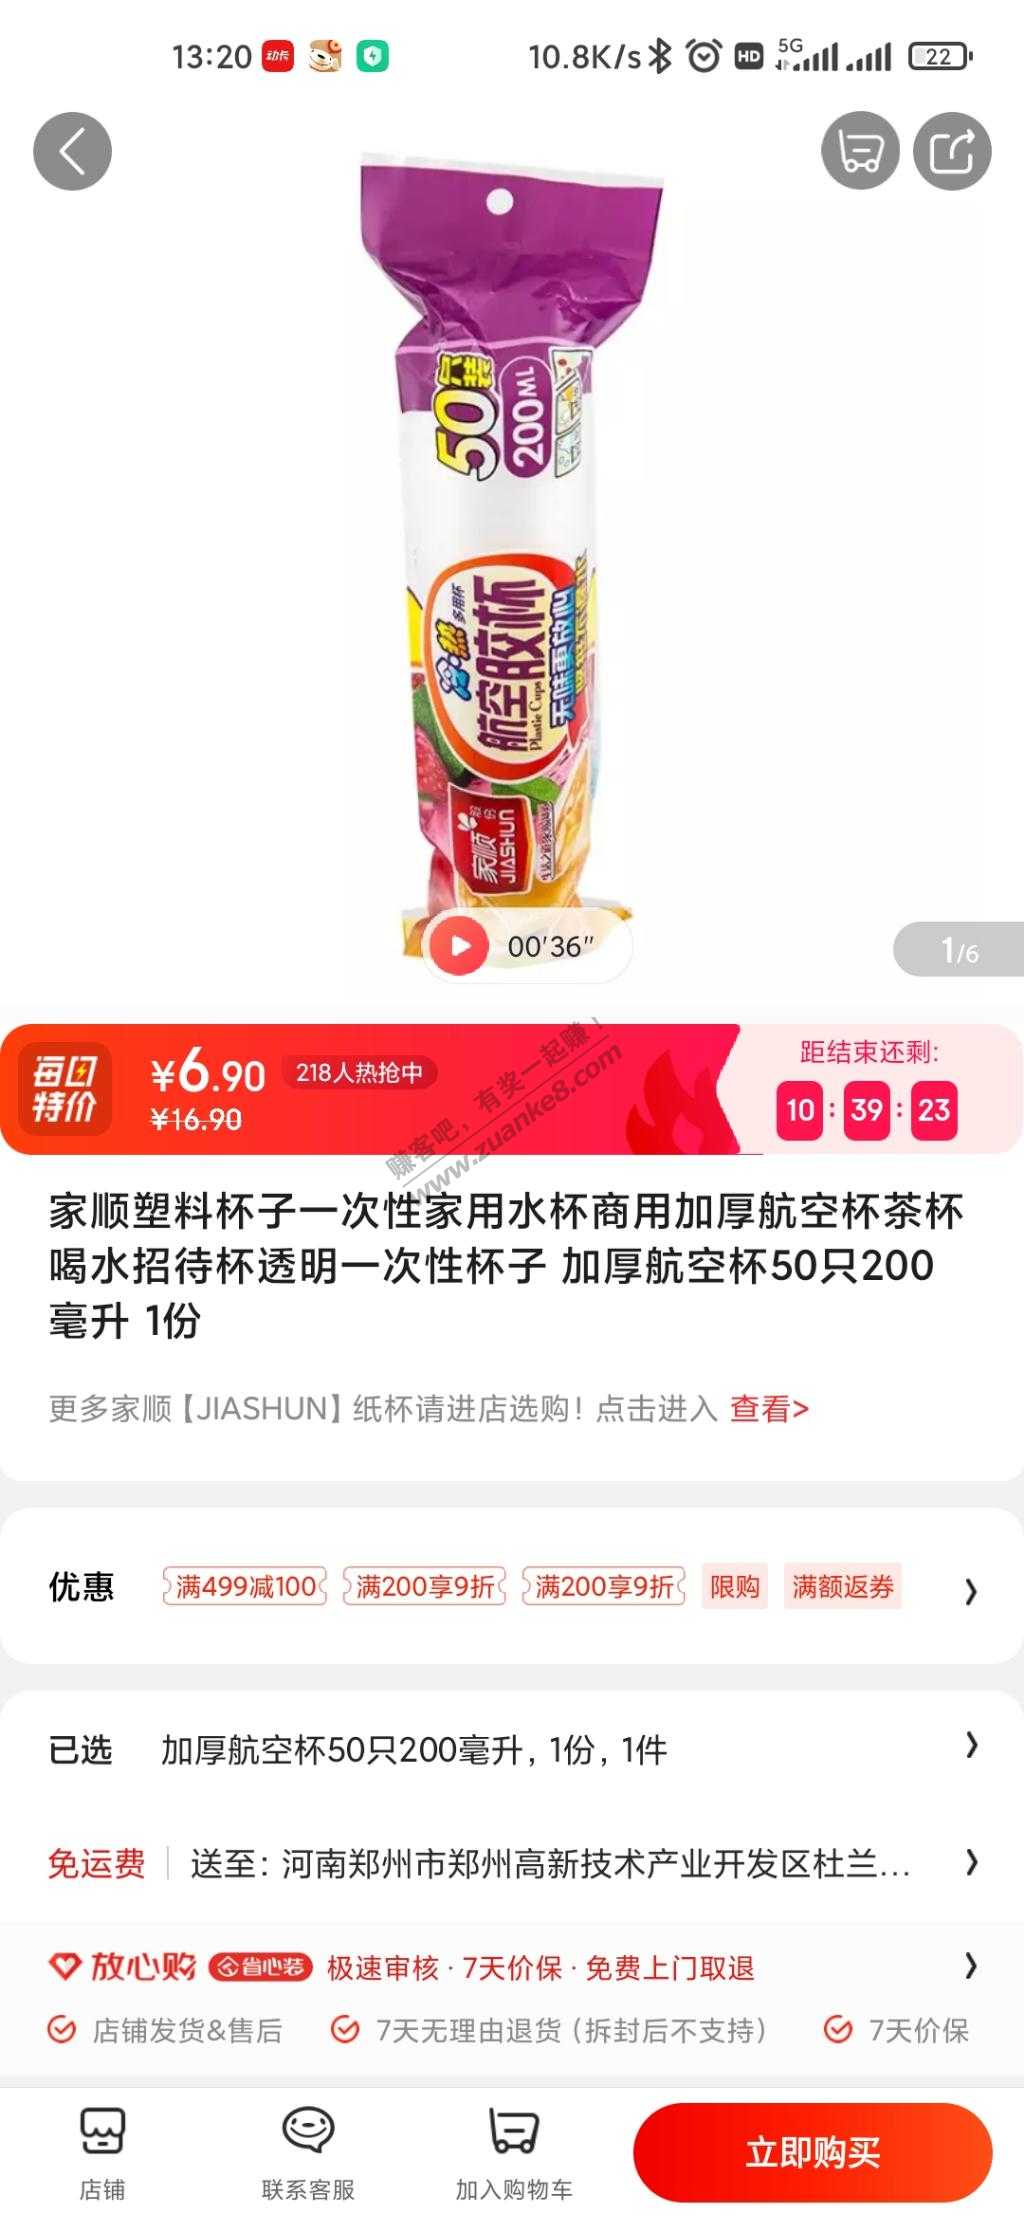 13:20
动卡
10.8K/s
HD
5G
22
50只装
200ML
冷·热
多用杯
航空胶杯
Plastic Cups
无味更放心
家顺
JIASHUN
00'36"
1/6
每日
特价
¥6.90
218人热抢中
¥16.90
距结束还剩:
10:39:23
赚客吧，有奖一起赚！
www.zuanke8.com
家顺塑料杯子一次性家用水杯商用加厚航空杯茶杯
喝水招待杯透明一次性杯子 加厚航空杯50只200
毫升 1份
更多家顺【JIASHUN】纸杯请进店选购！点击进入 查看>
优惠
满499减100
满200享9折
满200享9折
限购
满额返券
已选
加厚航空杯50只200毫升，1份，1件
免运费
送至：河南郑州市郑州高新技术产业开发区杜兰...
放心购
省心装
极速审核 · 7天价保 · 免费上门取退
店铺发货&售后
7天无理由退货（拆封后不支持）
7天价保
店铺
联系客服
加入购物车
立即购买